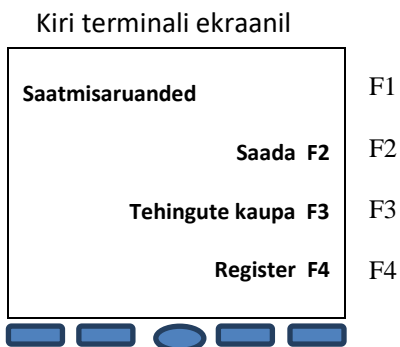 Kiri terminali ekraanil
Saatmisaruanded F1
Saada F2 F2
Tehingute kaupa F3 F3
Register F4 F4